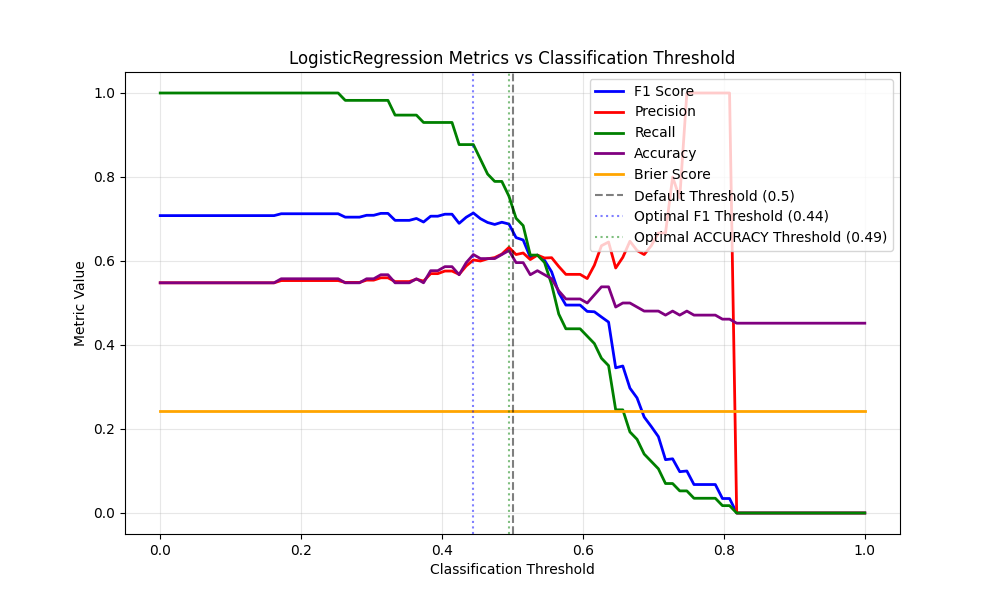 LogisticRegression Metrics vs Classification Threshold
Metric Value
1.0
0.8
0.6
0.4
0.2
0.0
F1 Score
Precision
Recall
Accuracy
Brier Score
Default Threshold (0.5)
Optimal F1 Threshold (0.44)
Optimal ACCURACY Threshold (0.49)
0.0 0.2 0.4 0.6 0.8 1.0
Classification Threshold